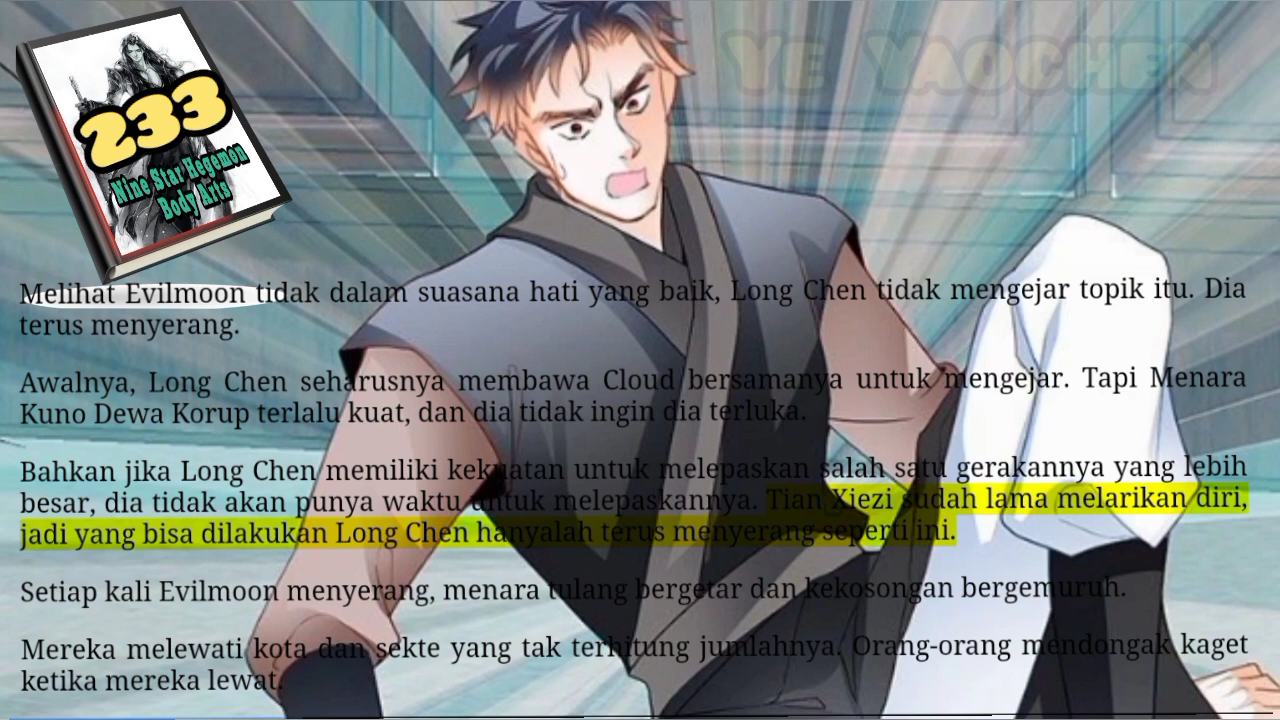 YE YAOCHEN
233
Nine Star Hegemon
Body Arts
Melihat Evilmoon tidak dalam suasana hati yang baik, Long Chen tidak mengejar topik itu. Dia
terus menyerang.
Awalnya, Long Chen seharusnya membawa Cloud bersamanya untuk mengejar. Tapi Menara
Kuno Dewa Korup terlalu kuat, dan dia tidak ingin dia terluka.
Bahkan jika Long Chen memiliki kekuatan untuk melepaskan salah satu gerakannya yang lebih
besar, dia tidak akan punya waktu untuk melepaskannya. Tian Xiezi sudah lama melarikan diri,
jadi yang bisa dilakukan Long Chen hanyalah terus menyerang seperti ini.
Setiap kali Evilmoon menyerang, menara tulang bergetar dan kekosongan bergemuruh.
Mereka melewati kota dan sekte yang tak terhitung jumlahnya. Orang-orang mendongak kaget
ketika mereka lewat.